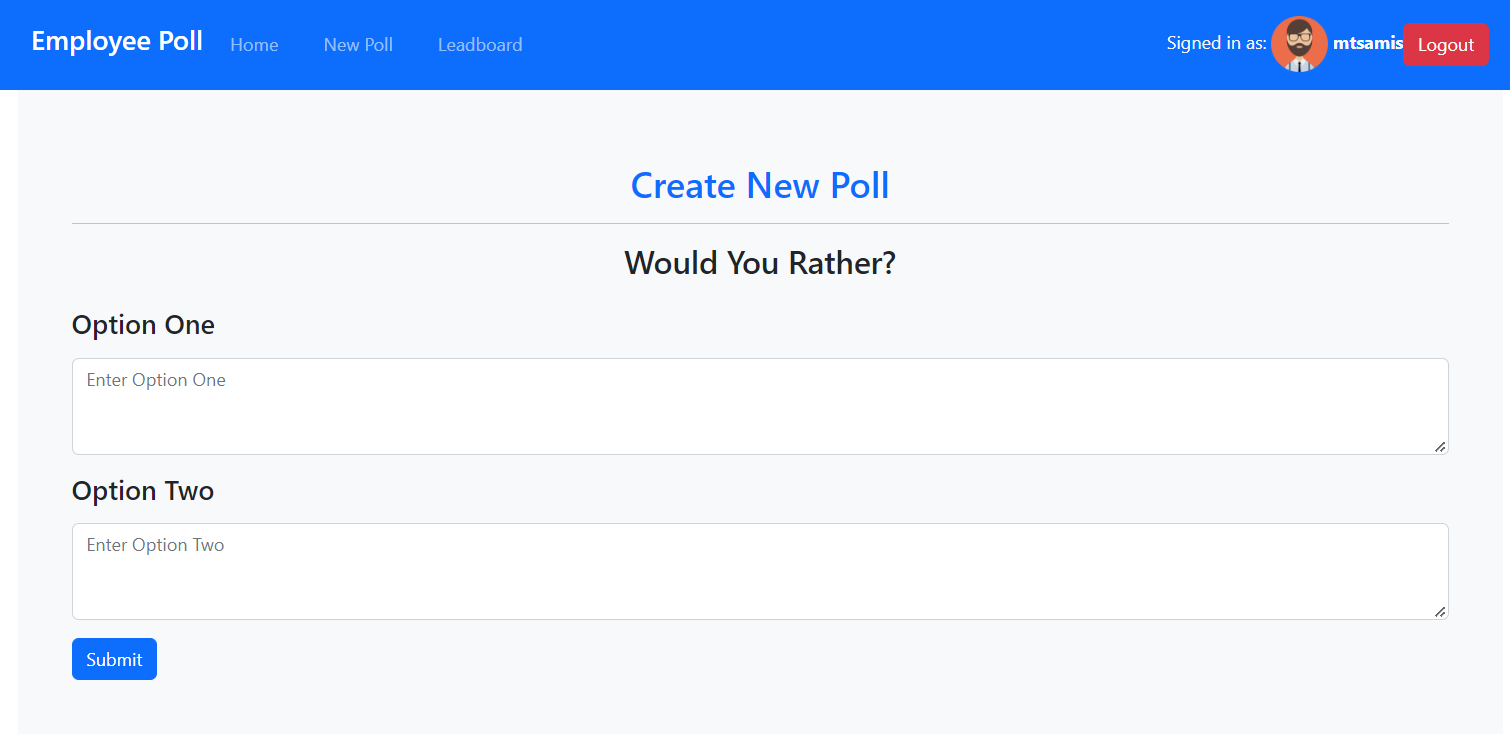 Employee Poll Home New Poll Leadboard Signed in as: mtsamis Logout
Create New Poll
Would You Rather?
Option One
Enter Option One
Option Two
Enter Option Two
Submit